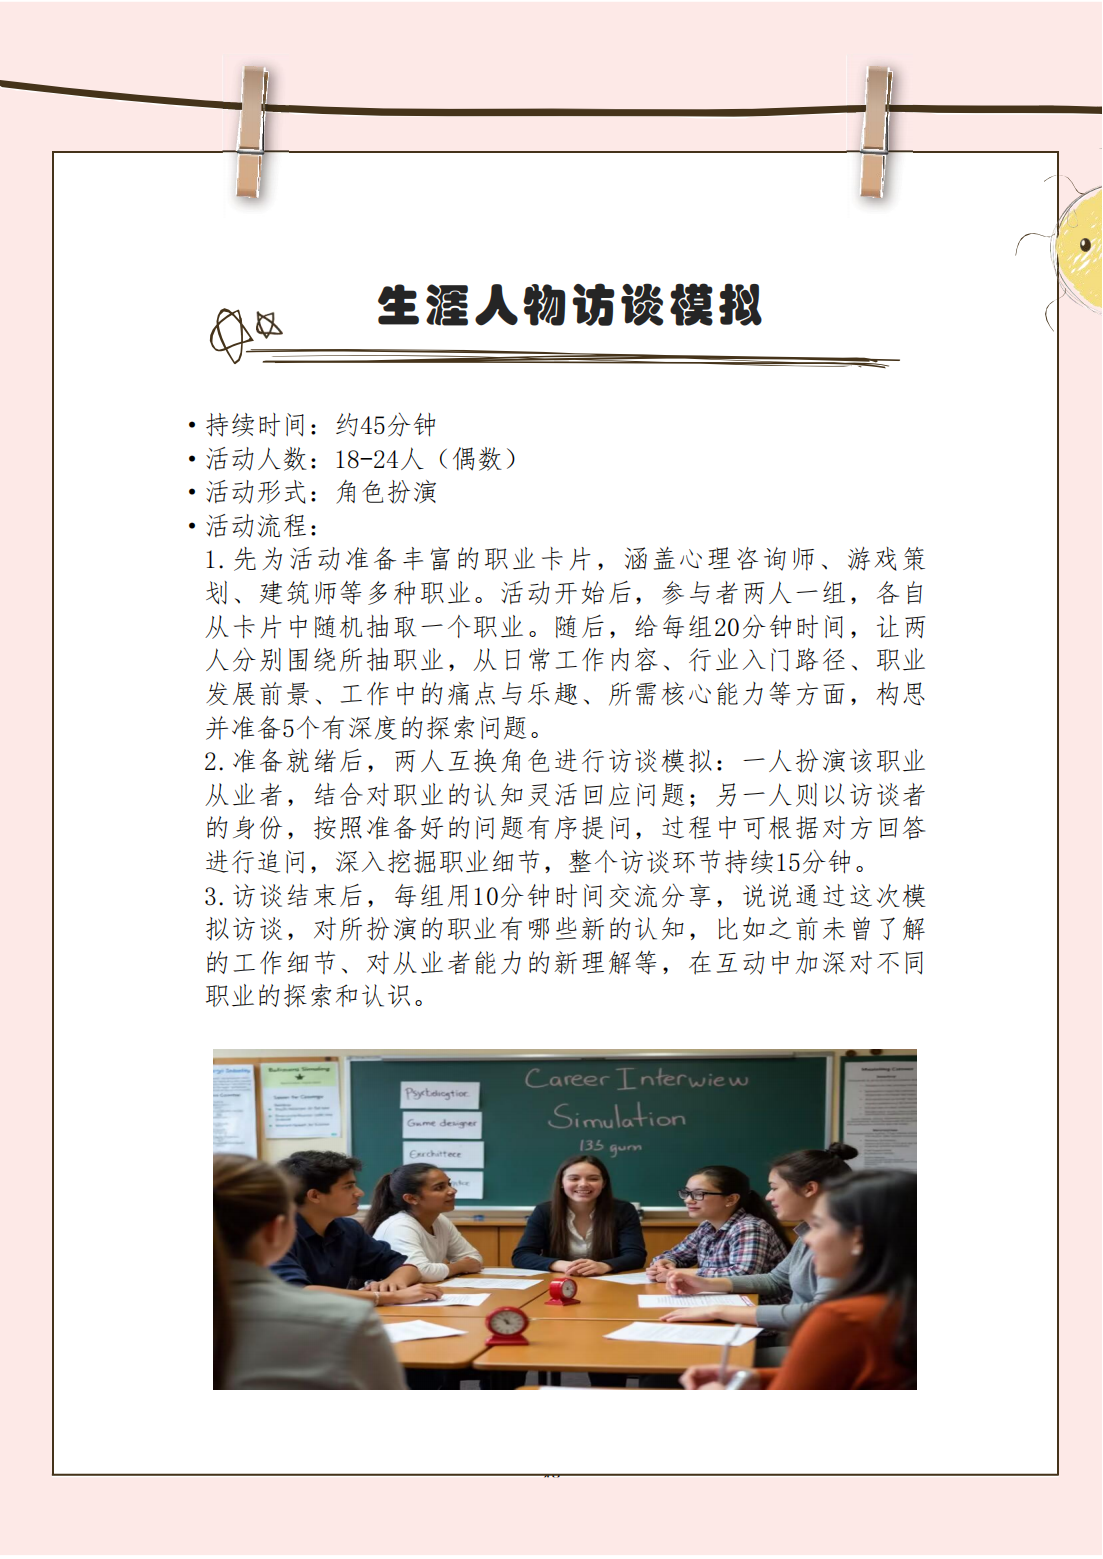 生涯人物访谈模拟
•持续时间：约45分钟
•活动人数：18-24人（偶数）
•活动形式：角色扮演
•活动流程：
1.先为活动准备丰富的职业卡片，涵盖心理咨询师、游戏策
划、建筑师等多种职业。活动开始后，参与者两人一组，各自
从卡片中随机抽取一个职业。随后，给每组20分钟时间，让两
人分别围绕所抽职业，从日常工作内容、行业入门路径、职业
发展前景、工作中的痛点与乐趣、所需核心能力等方面，构思
并准备5个有深度的探索问题。
2.准备就绪后，两人互换角色进行访谈模拟：一人扮演该职业
从业者，结合对职业的认知灵活回应问题；另一人则以访谈者
的身份，按照准备好的问题有序提问，过程中可根据对方回答
进行追问，深入挖掘职业细节，整个访谈环节持续15分钟。
3.访谈结束后，每组用10分钟时间交流分享，说说通过这次模
拟访谈，对所扮演的职业有哪些新的认知，比如之前未曾了解
的工作细节、对从业者能力的新理解等，在互动中加深对不同
职业的探索和认识。
Career Interwiew
Simulation
135 gurn
Game designer
Enrchittece